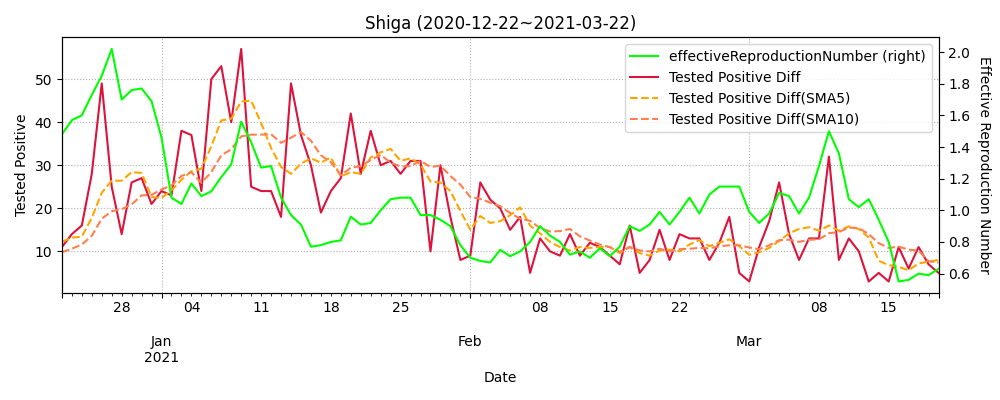 Shiga (2020-12-22~2021-03-22)
effectiveReproductionNumber (right)
Tested Positive Diff
Tested Positive Diff(SMA5)
Tested Positive Diff(SMA10)
Tested Positive
50
40
30
20
10
2.0
1.8
1.6
1.4
1.2
1.0
0.8
0.6
Effective Reproduction Number
28 04 11 18 25 08 15 22 08 15
Jan Feb Mar
2021
Date